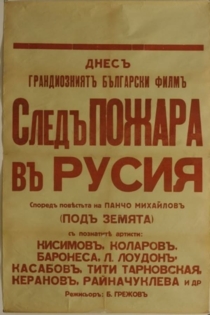 ДНЕСЪ
ГРАНДИОЗНИЯТЪ БЪЛГАРСКИ ФИЛМЪ
СЛЕДЪ ПОЖАРА
ВЪ РУСИЯ
Споредъ повѣстьта на ПАНЧО МИХАЙЛОВЪ
(ПОДЪ ЗЕМЯТА)
съ познатитѣ артисти:
НИСИМОВЪ, КОЛАРОВЪ,
БАРОНЕСА, Л. ЛОУДОНЪ,
КАСАБОВЪ, ТИТИ ТАРНОВСКАЯ,
КЕРАНОВЪ, РАЙНАЧУКЛЕВА и др
Режисьоръ: Б. ГРЕЖОВЪ